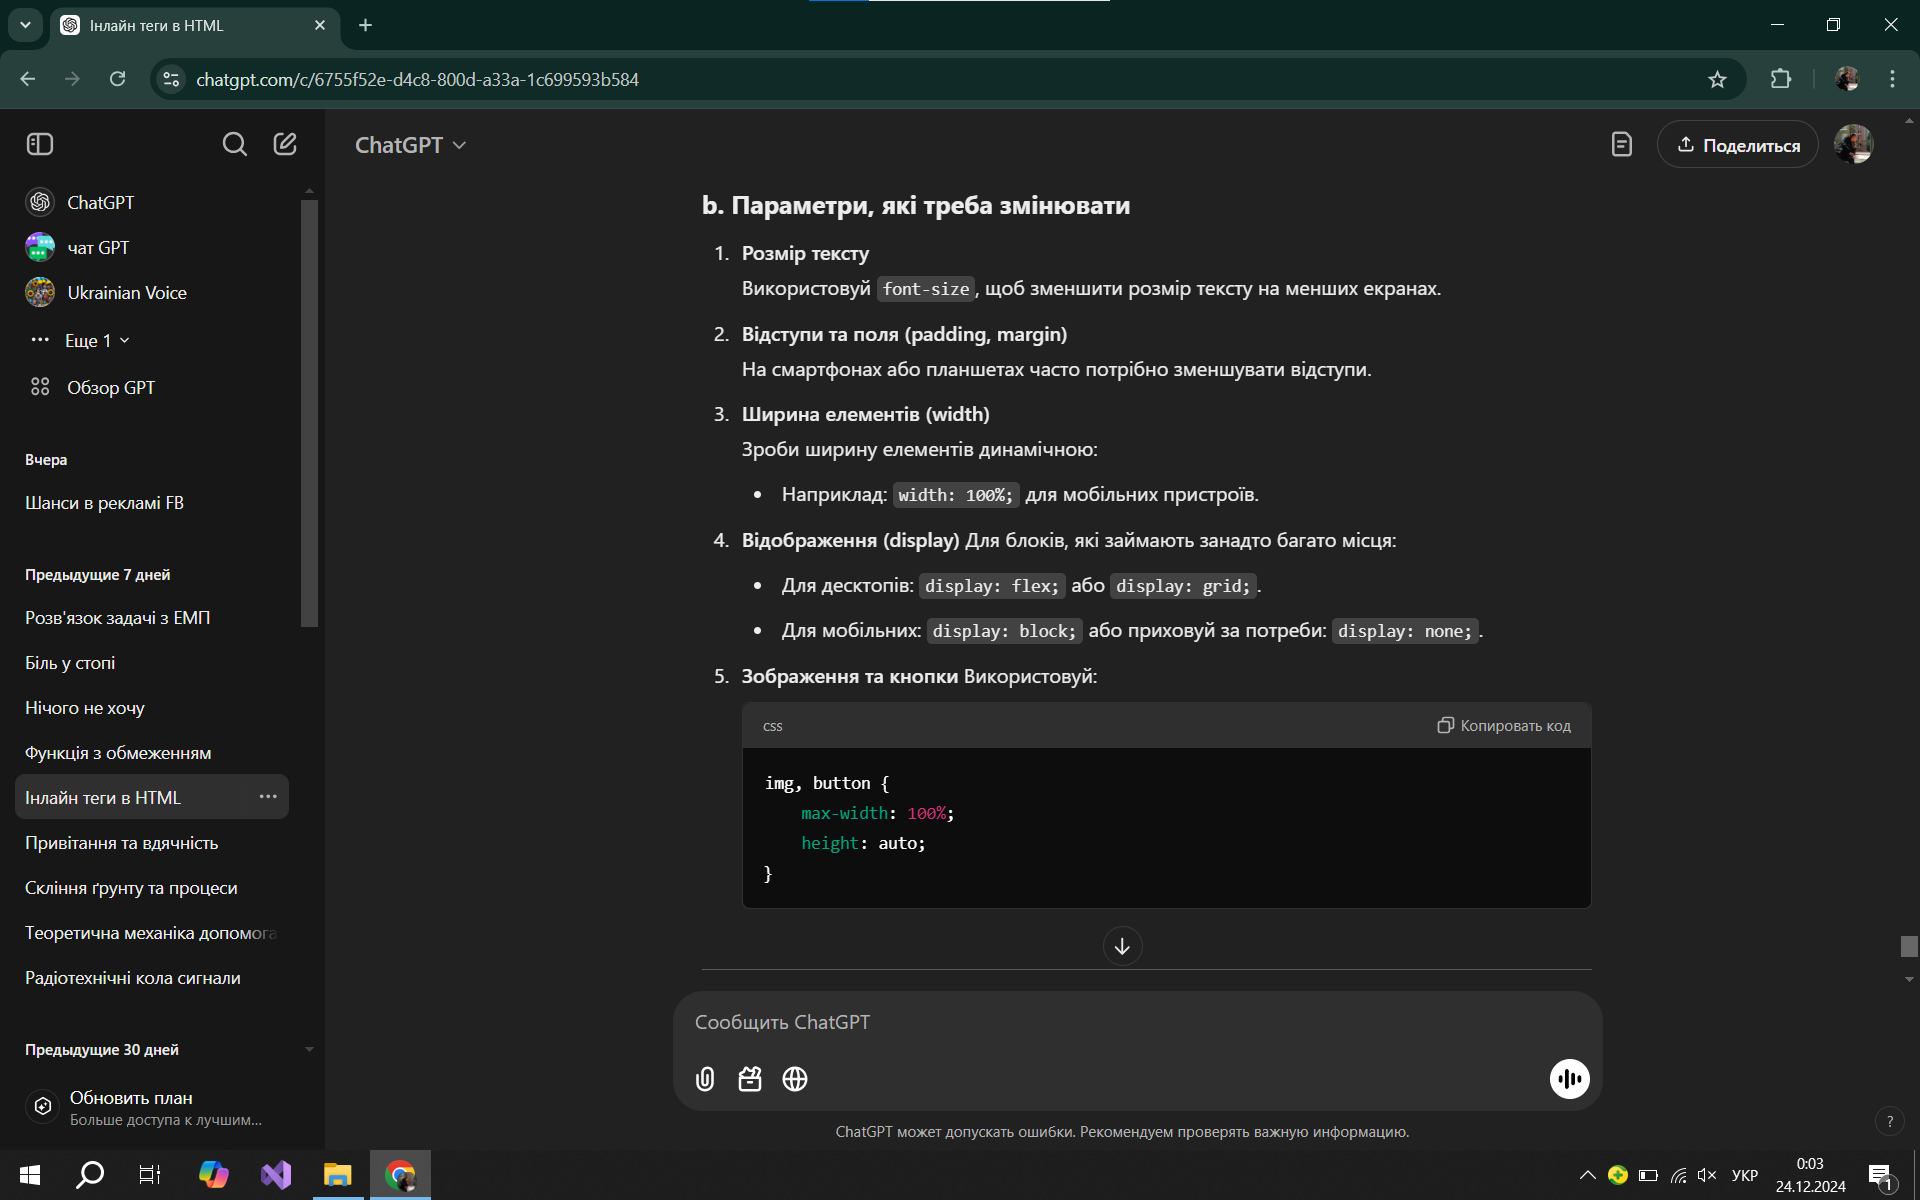 Інлайн теги в HTML
chatgpt.com/c/6755f52e-d4c8-800d-a33a-1c699593b584
ChatGPT
Поделиться
ChatGPT
чат GPT
Ukrainian Voice
Еще 1
Обзор GPT
Вчера
Шанси в рекламі FB
Предыдущие 7 дней
Розв'язок задачі з ЕМП
Біль у стопі
Нічого не хочу
Функція з обмеженням
Інлайн теги в HTML
Привітання та вдячність
Скління ґрунту та процеси
Теоретична механіка допомога
Радіотехнічні кола сигнали
Предыдущие 30 дней
Обновить план
Больше доступа к лучшим...
b. Параметри, які треба змінювати
1. Розмір тексту
Використовуй font-size, щоб зменшити розмір тексту на менших екранах.
2. Відступи та поля (padding, margin)
На смартфонах або планшетах часто потрібно зменшувати відступи.
3. Ширина елементів (width)
Зроби ширину елементів динамічною:
• Наприклад: width: 100%; для мобільних пристроїв.
4. Відображення (display) Для блоків, які займають занадто багато місця:
• Для десктопів: display: flex; або display: grid;.
• Для мобільних: display: block; або приховуй за потреби: display: none;.
5. Зображення та кнопки Використовуй:
css
Копировать код
img, button {
max-width: 100%;
height: auto;
}
Сообщить ChatGPT
ChatGPT может допускать ошибки. Рекомендуем проверять важную информацию.
?
УКР
0:03
24.12.2024
1